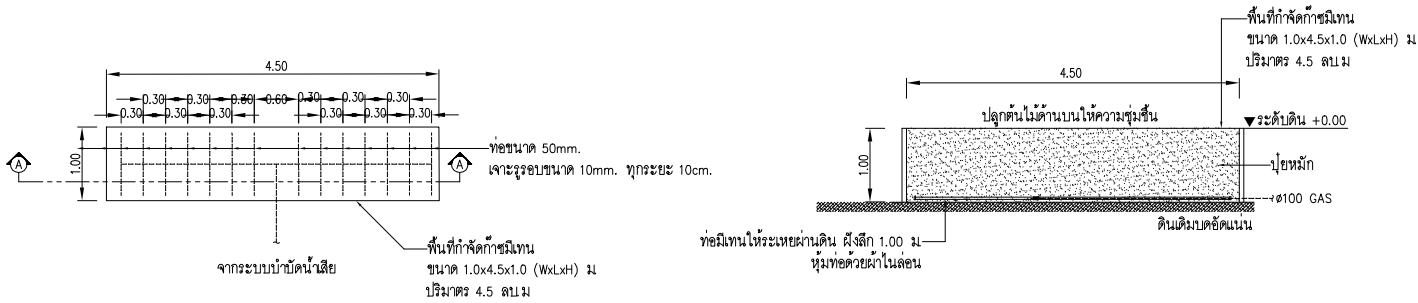 4.50
0.30 0.30 0.30 0.60 0.30 0.30 0.30
0.30 0.30 0.30 0.30 0.30 0.30
1.00
A
A
ท่อขนาด 50mm.
เจาะรูรอบขนาด 10mm. ทุกระยะ 10cm.
จากระบบบำบัดน้ำเสีย
พื้นที่กำจัดก๊าซมีเทน
ขนาด 1.0x4.5x1.0 (WxLxH) ม.
ปริมาตร 4.5 ลบ.ม
พื้นที่กำจัดก๊าซมีเทน
ขนาด 1.0x4.5x1.0 (WxLxH) ม.
ปริมาตร 4.5 ลบ.ม
4.50
ปลูกต้นไม้ด้านบนให้ความชุ่มชื้น
ระดับดิน +0.00
1.00
ปุ๋ยหมัก
ø100 GAS
ดินเดิมบดอัดแน่น
ท่อมีเทนให้ระเหยผ่านดิน ฝังลึก 1.00 ม.
หุ้มท่อด้วยผ้าไนล่อน